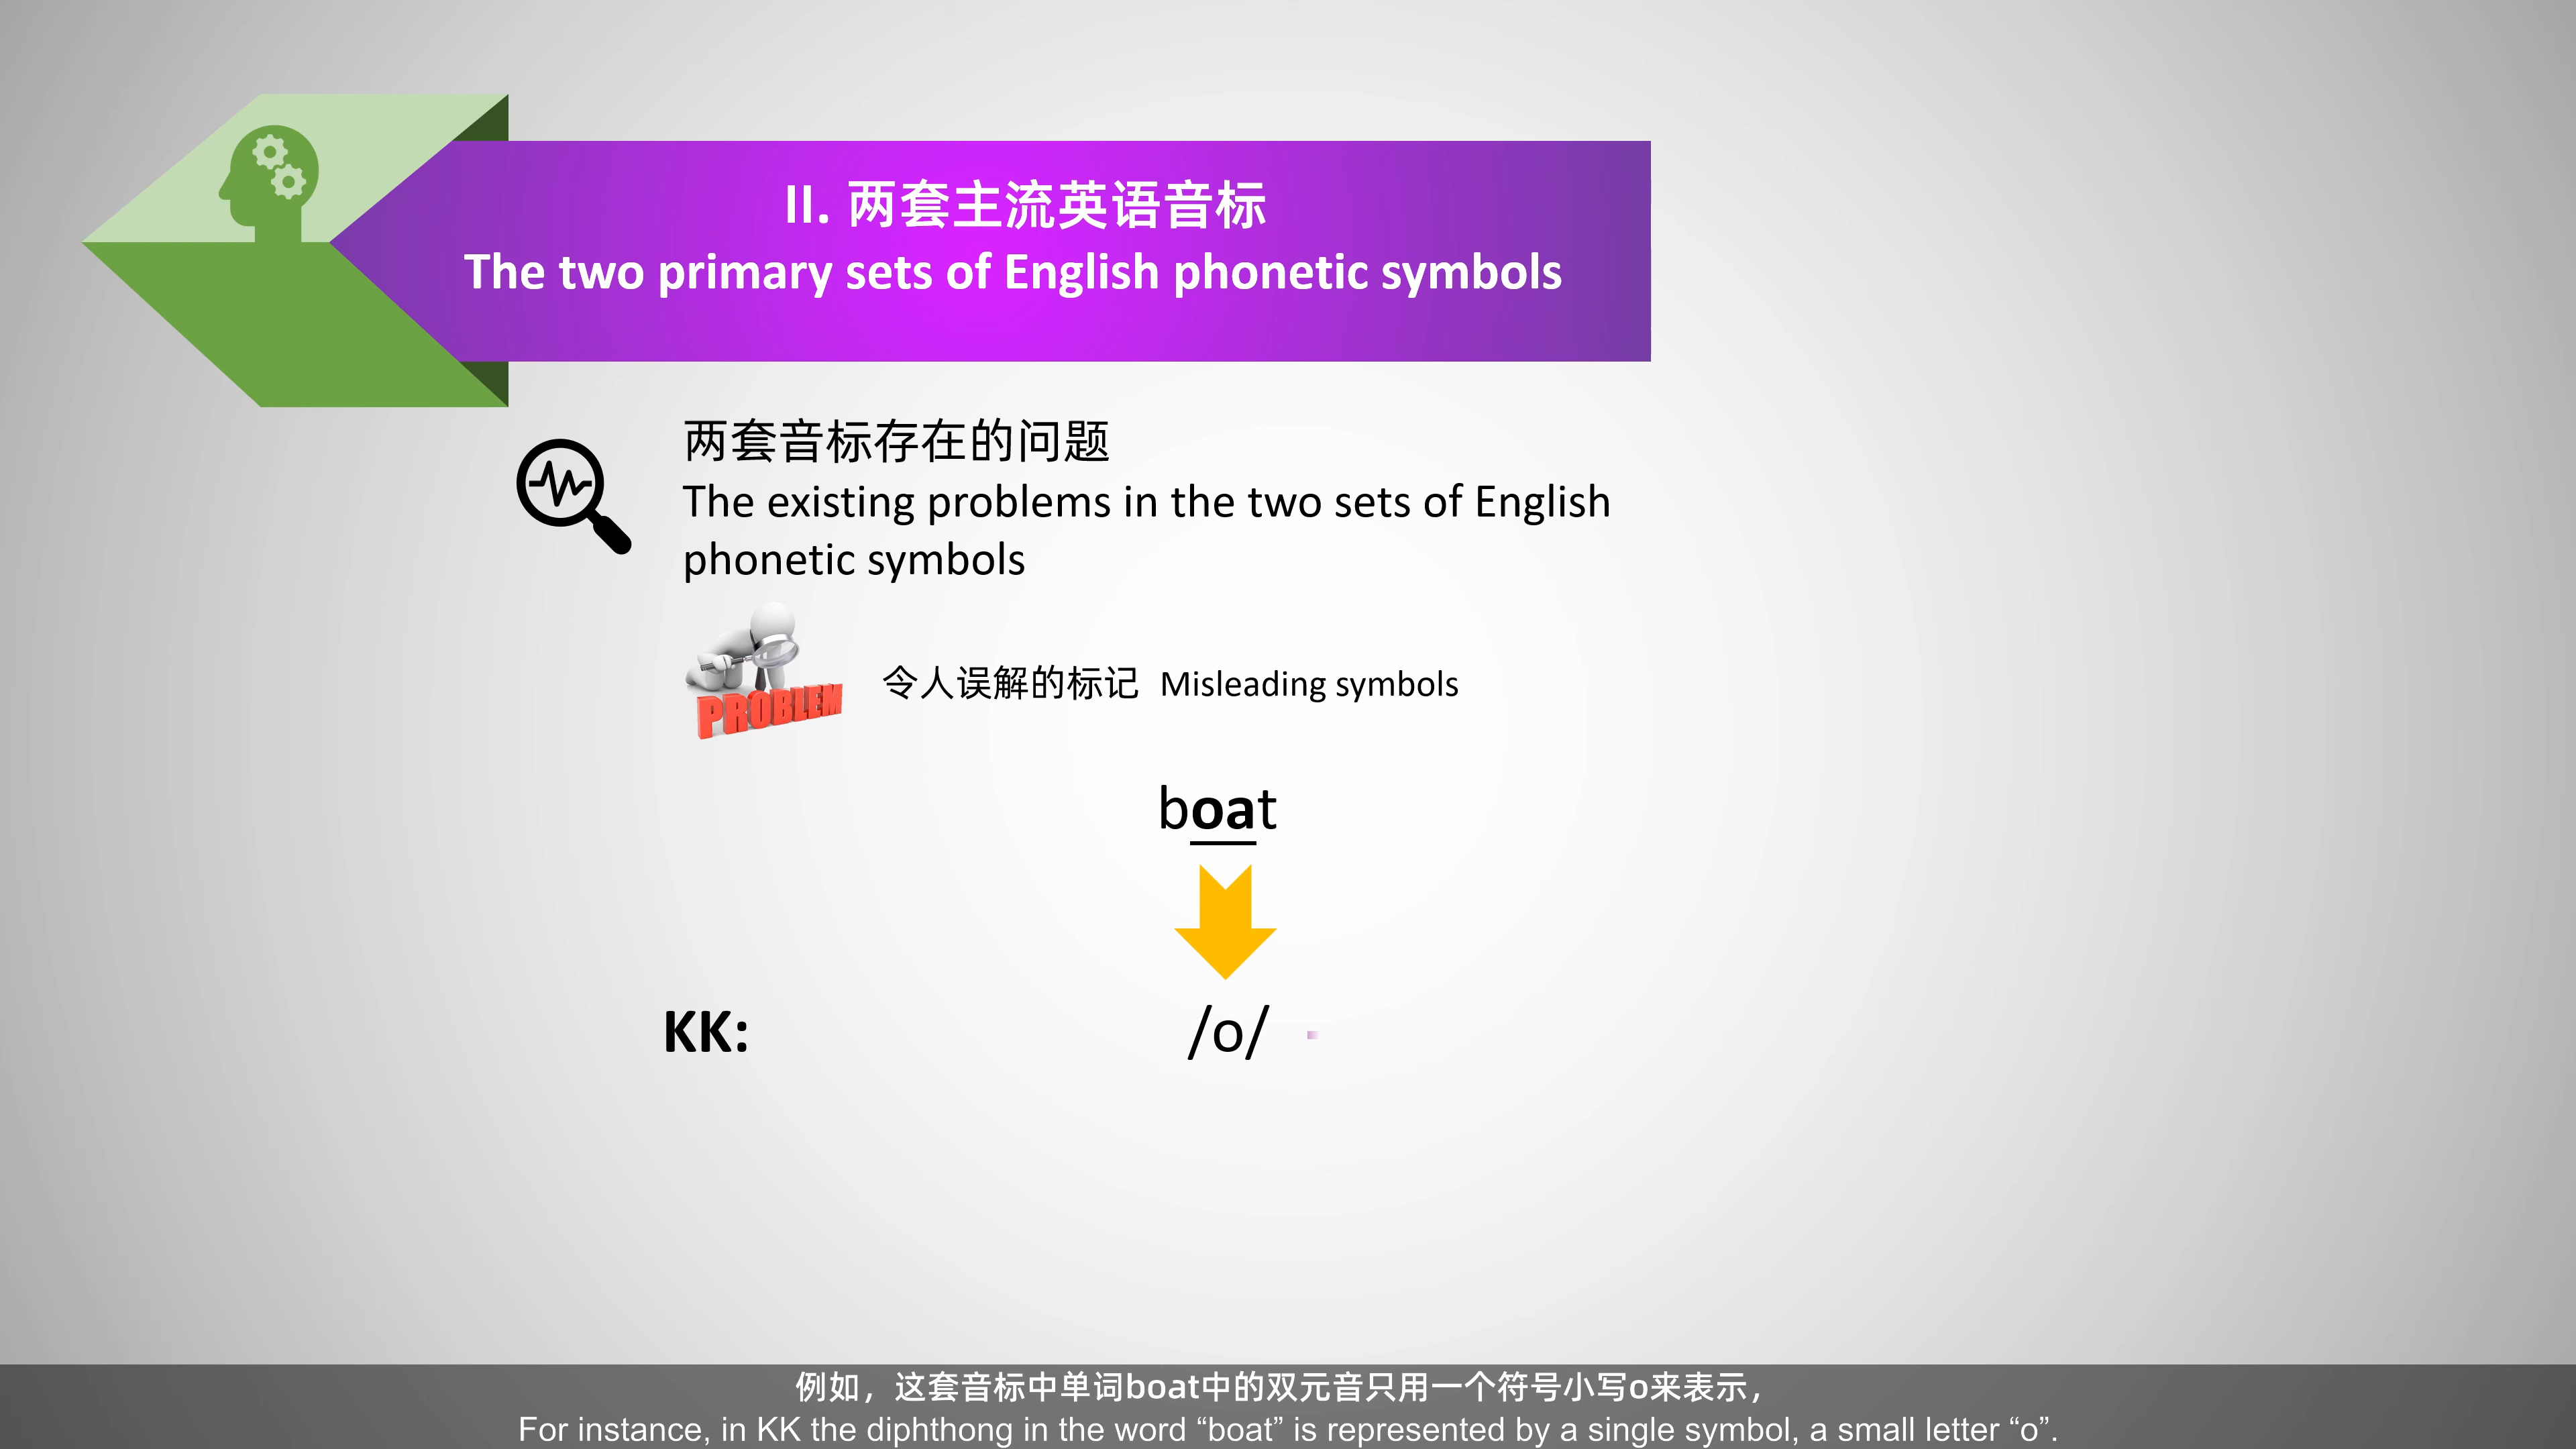 II. 两套主流英语音标
The two primary sets of English phonetic symbols
两套音标存在的问题
The existing problems in the two sets of English
phonetic symbols
PROBLEM
令人误解的标记 Misleading symbols
boat
KK: /o/
例如，这套音标中单词boat中的双元音只用一个符号小写o来表示，
For instance, in KK the diphthong in the word “boat” is represented by a single symbol, a small letter “o”.